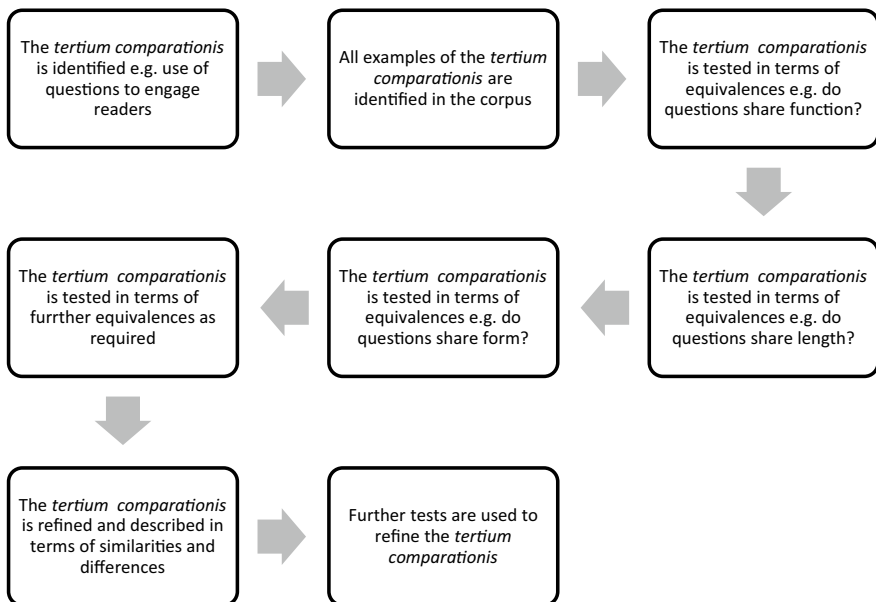 The tertium comparationis
is identified e.g. use of
questions to engage
readers
All examples of the tertium
comparationis are
identified in the corpus
The tertium comparationis
is tested in terms of
equivalences e.g. do
questions share function?
The tertium comparationis
is tested in terms of
equivalences e.g. do
questions share length?
The tertium comparationis
is tested in terms of
equivalences e.g. do
questions share form?
The tertium comparationis
is tested in terms of
furrther equivalences as
required
The tertium comparationis
is refined and described in
terms of similarities and
differences
Further tests are used to
refine the tertium
comparationis